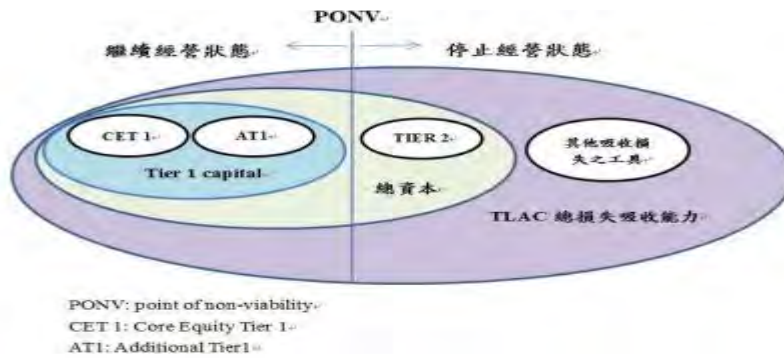 PONV
繼續經營狀態
停止經營狀態
CET 1
AT1
TIER 2
其他吸收損
失之工具
Tier 1 capital
總資本
TLAC 總損失吸收能力
PONV: point of non-viability
CET 1: Core Equity Tier 1
AT1: Additional Tier1